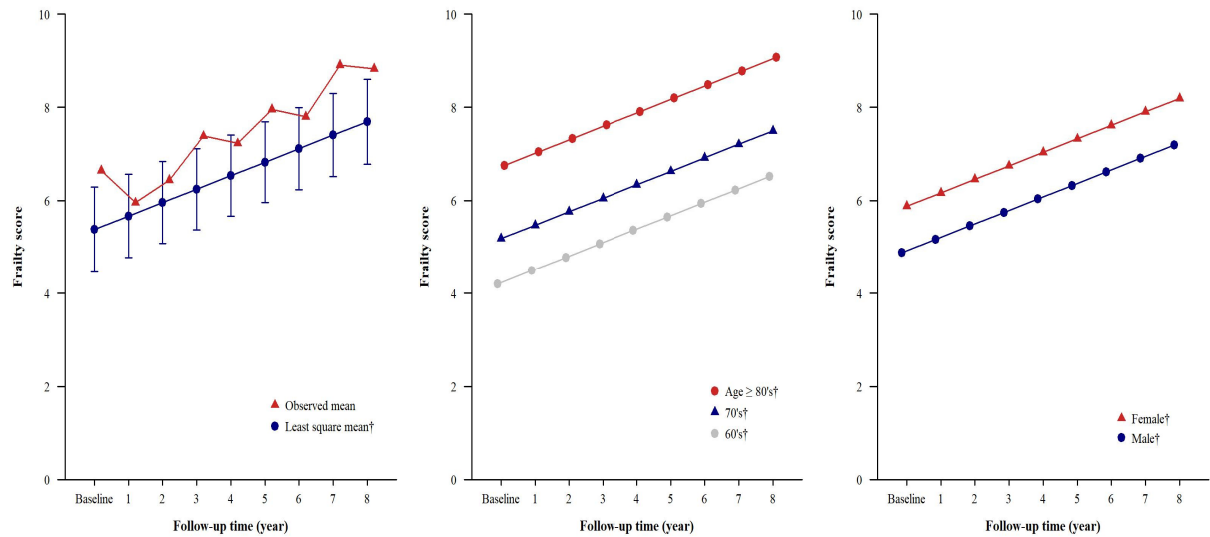 10
8
6
4
2
0
Frailty score
Observed mean
Least square mean†
Baseline 1 2 3 4 5 6 7 8
Follow-up time (year)
10
8
6
4
2
0
Frailty score
Age ≥ 80's†
70's†
60's†
Baseline 1 2 3 4 5 6 7 8
Follow-up time (year)
10
8
6
4
2
0
Frailty score
Female†
Male†
Baseline 1 2 3 4 5 6 7 8
Follow-up time (year)